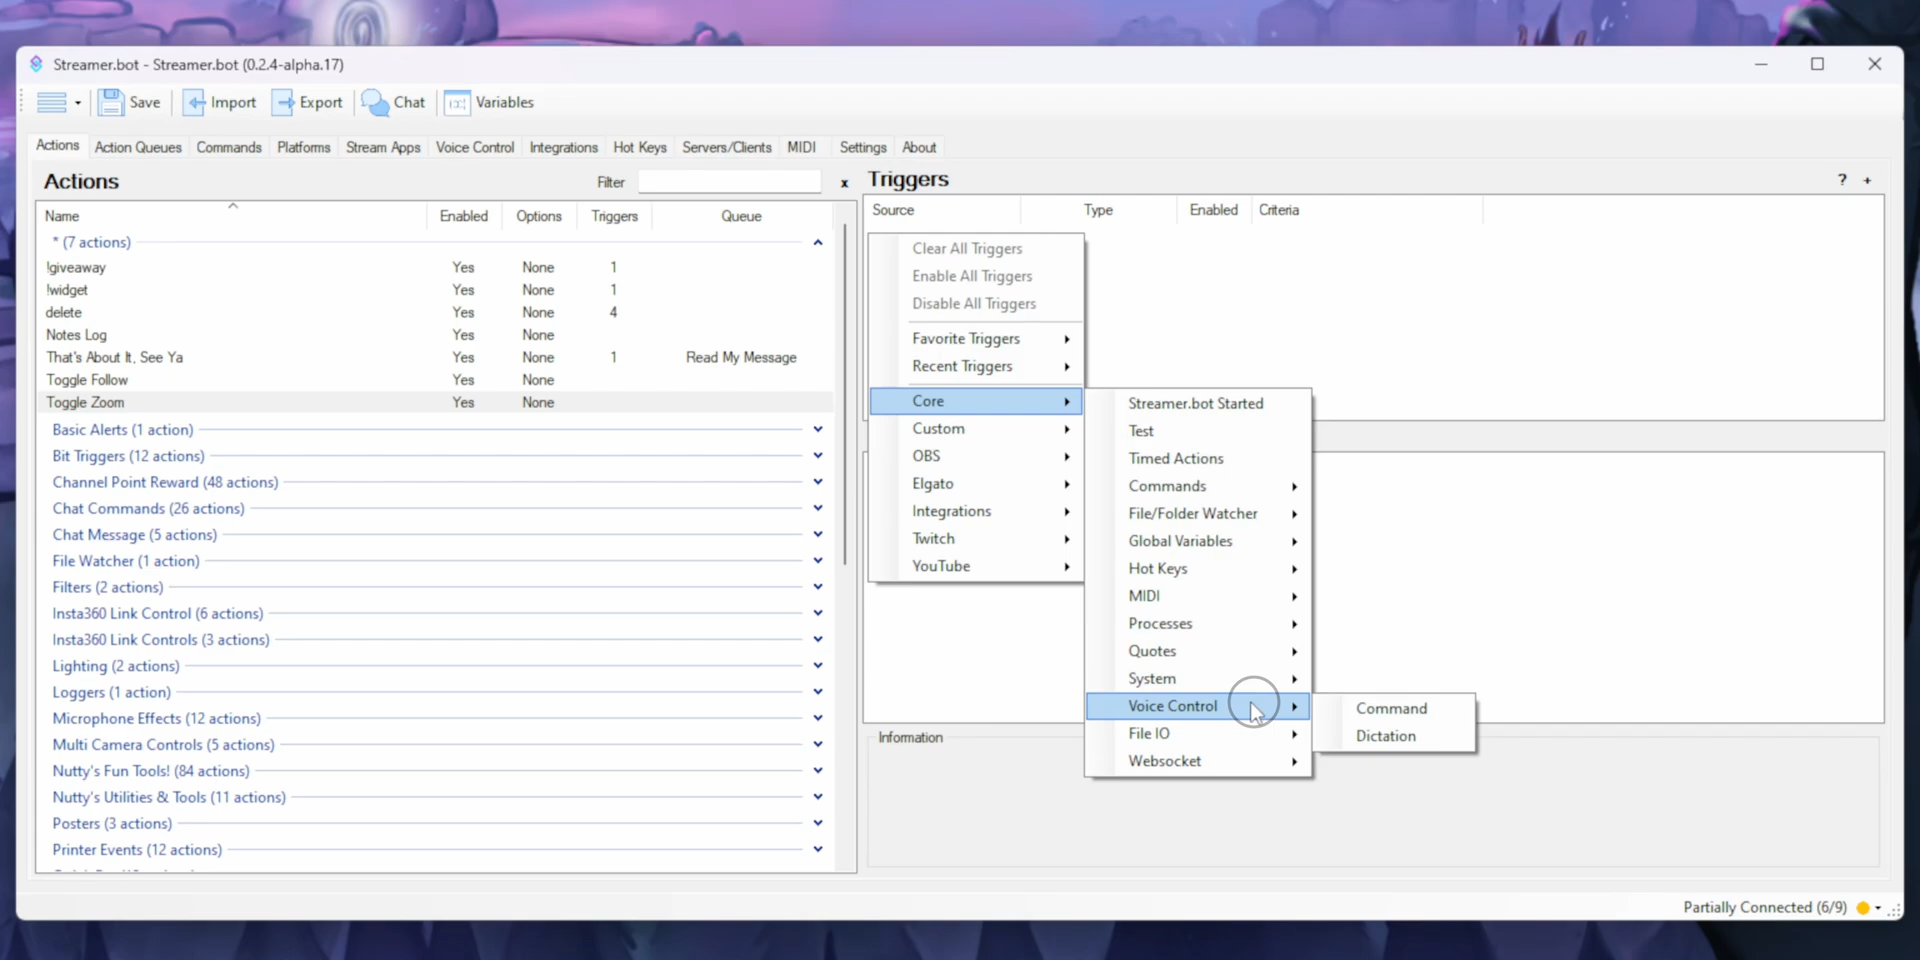 Streamer.bot - Streamer.bot (0.2.4-alpha.17)
Save Import Export Chat Variables
Actions Action Queues Commands Platforms Stream Apps Voice Control Integrations Hot Keys Servers/Clients MIDI Settings About
Actions Filter x
Name Enabled Options Triggers Queue
* (7 actions)
!giveaway Yes None 1
!widget Yes None 1
delete Yes None 4
Notes Log Yes None
That's About It, See Ya Yes None 1 Read My Message
Toggle Follow Yes None
Toggle Zoom Yes None
Basic Alerts (1 action)
Bit Triggers (12 actions)
Channel Point Reward (48 actions)
Chat Commands (26 actions)
Chat Message (5 actions)
File Watcher (1 action)
Filters (2 actions)
Insta360 Link Control (6 actions)
Insta360 Link Controls (3 actions)
Lighting (2 actions)
Loggers (1 action)
Microphone Effects (12 actions)
Multi Camera Controls (5 actions)
Nutty's Fun Tools! (84 actions)
Nutty's Utilities & Tools (11 actions)
Posters (3 actions)
Printer Events (12 actions)
Triggers ? +
Source Type Enabled Criteria
Clear All Triggers
Enable All Triggers
Disable All Triggers
Favorite Triggers
Recent Triggers
Core
Custom
OBS
Elgato
Integrations
Twitch
YouTube
Streamer.bot Started
Test
Timed Actions
Commands
File/Folder Watcher
Global Variables
Hot Keys
MIDI
Processes
Quotes
System
Voice Control
File IO
Websocket
Command
Dictation
Information
Partially Connected (6/9)